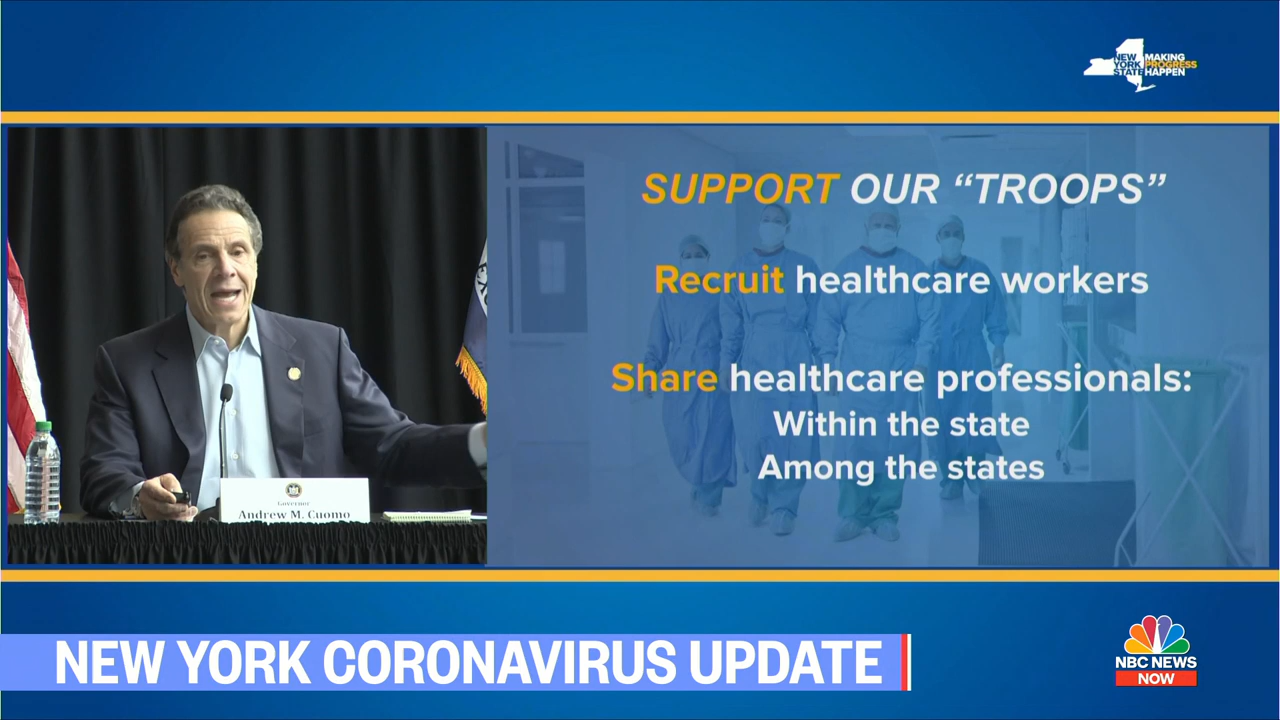 NEW YORK STATE
MAKING
PROGRESS
HAPPEN
SUPPORT OUR “TROOPS”
Recruit healthcare workers
Share healthcare professionals:
Within the state
Among the states
Governor
Andrew M. Cuomo
NEW YORK CORONAVIRUS UPDATE
NBC NEWS
NOW